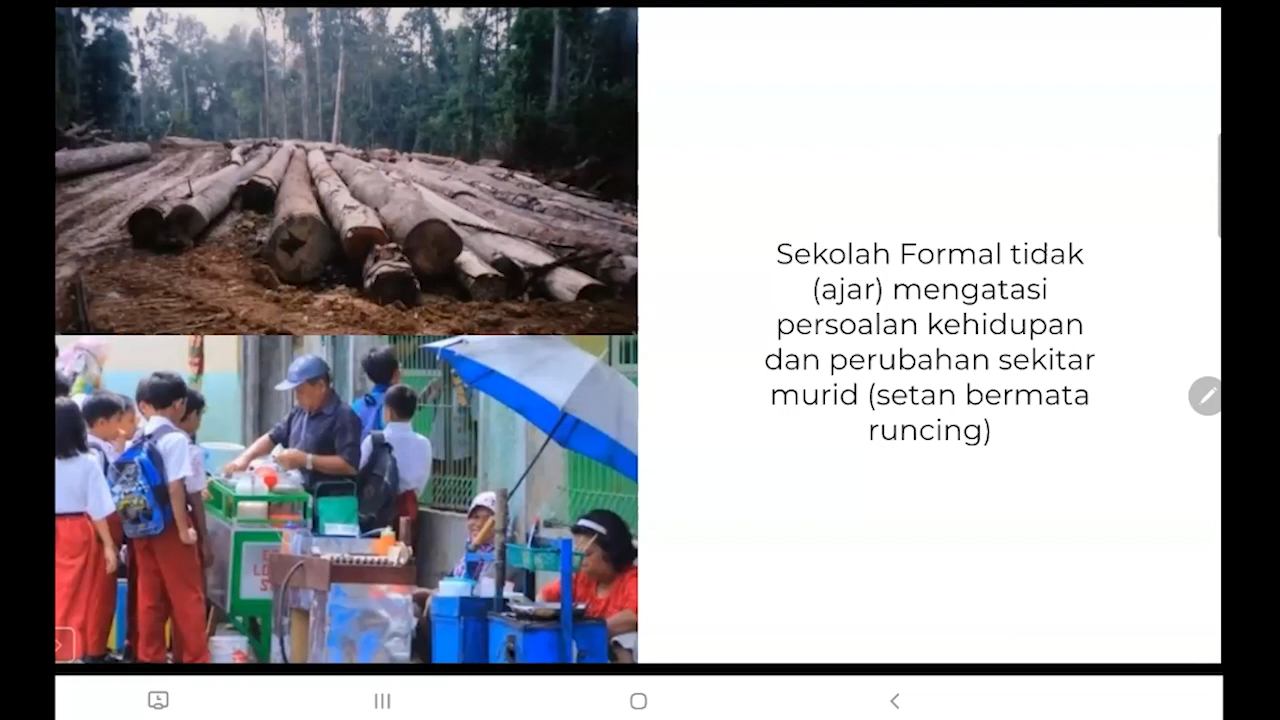 Sekolah Formal tidak
(ajar) mengatasi
persoalan kehidupan
dan perubahan sekitar
murid (setan bermata
runcing)